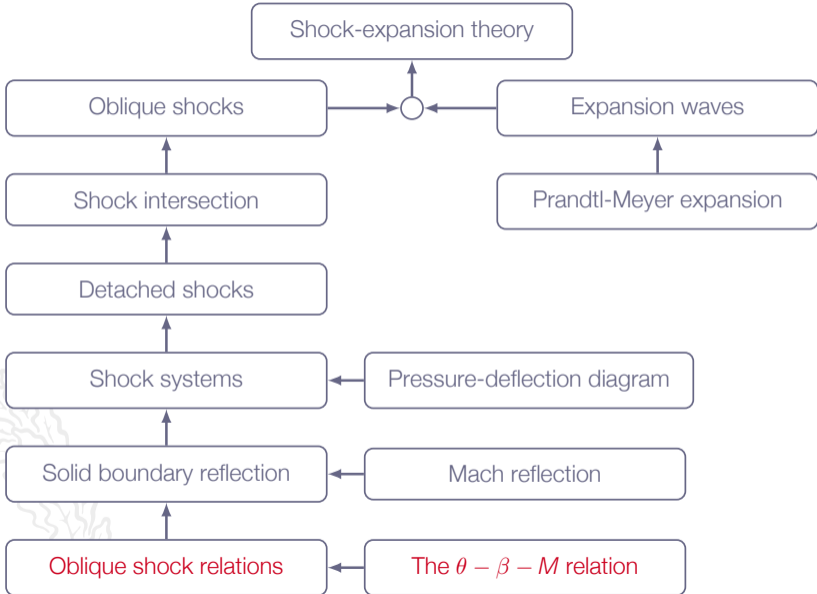 Shock-expansion theory
Oblique shocks
Expansion waves
Shock intersection
Prandtl-Meyer expansion
Detached shocks
Shock systems
Pressure-deflection diagram
Solid boundary reflection
Mach reflection
Oblique shock relations
The θ − β − M relation